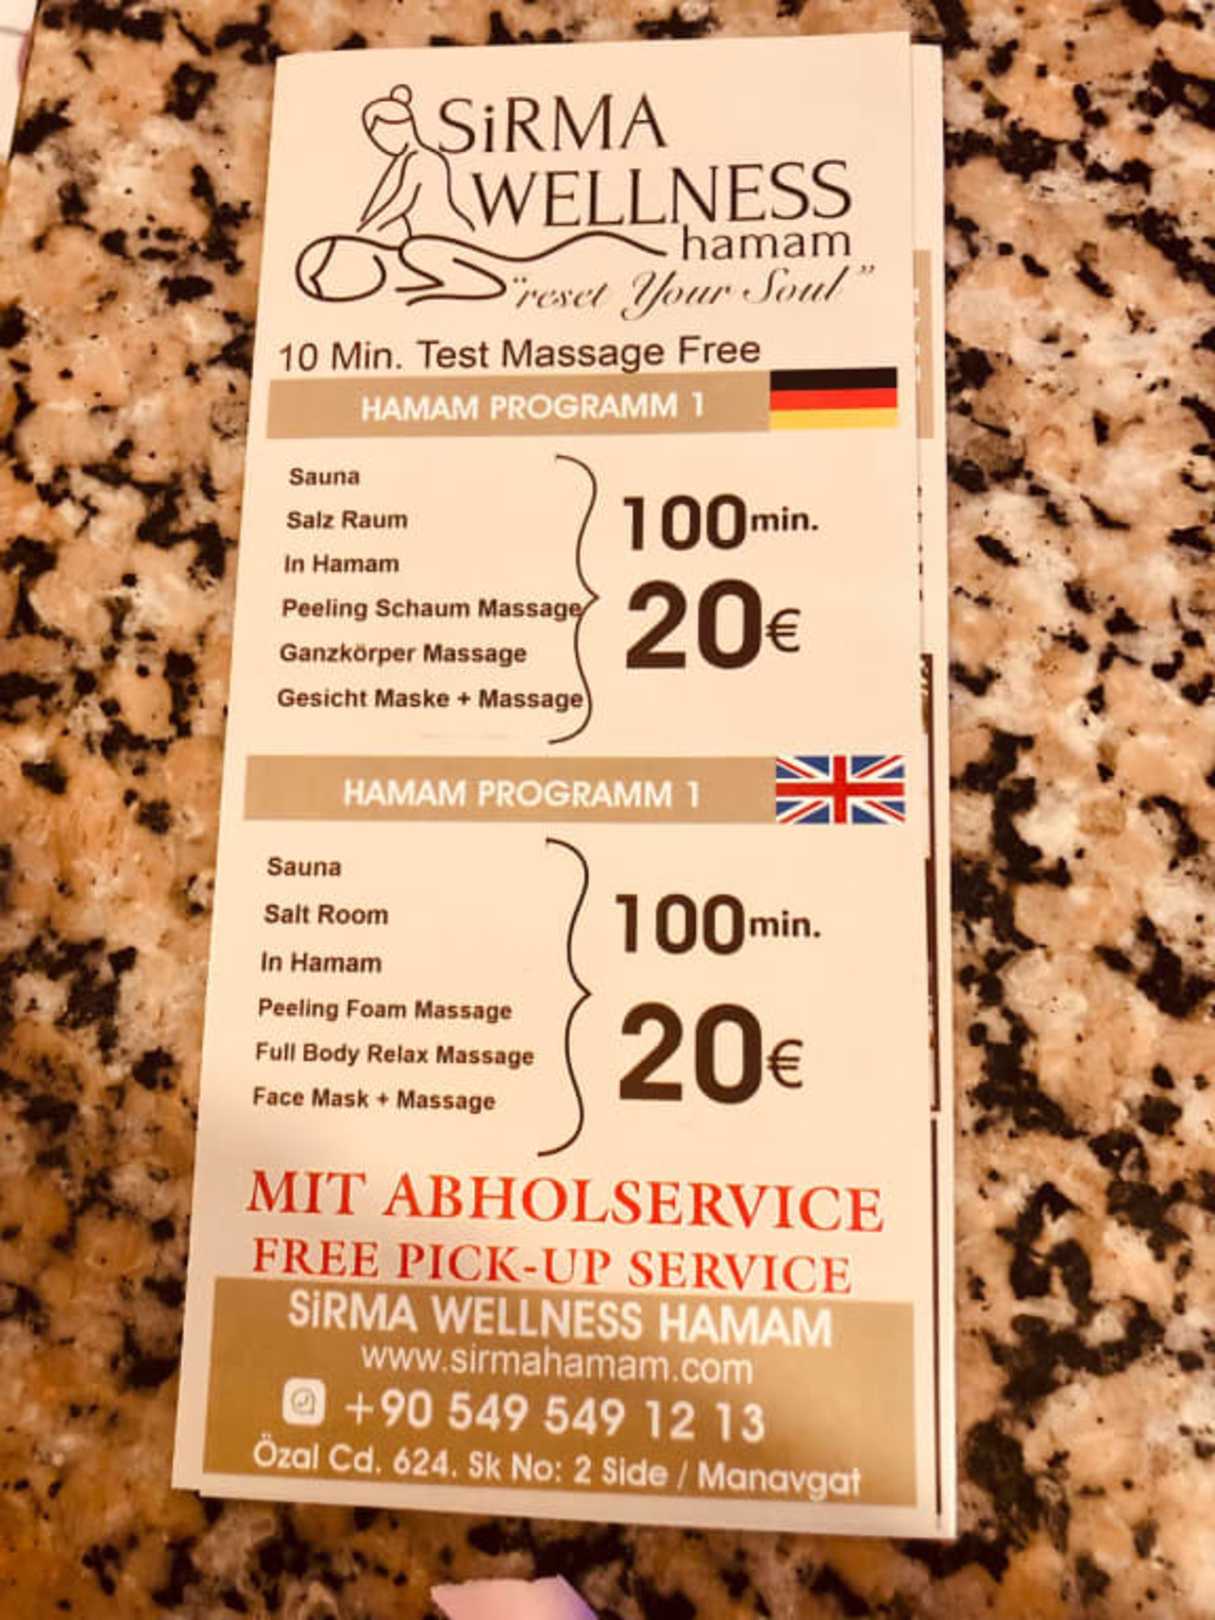 SiRMA
WELLNESS
hamam
"reset Your Soul"
10 Min. Test Massage Free
HAMAM PROGRAMM 1
Sauna
Salz Raum
In Hamam
Peeling Schaum Massage
Ganzkörper Massage
Gesicht Maske + Massage
100min.
20€
HAMAM PROGRAMM 1
Sauna
Salt Room
In Hamam
Peeling Foam Massage
Full Body Relax Massage
Face Mask + Massage
100min.
20€
MIT ABHOLSERVICE
FREE PICK-UP SERVICE
SiRMA WELLNESS HAMAM
www.sirmahamam.com
+90 549 549 12 13
Özal Cd. 624. Sk No: 2 Side / Manavgat